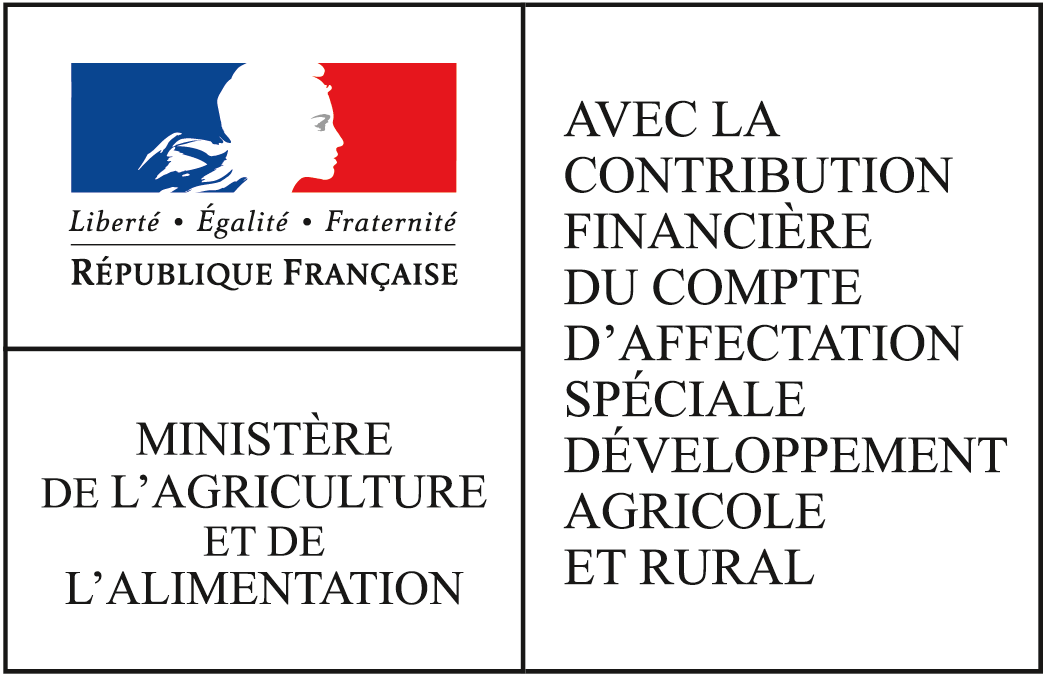 Liberté • Égalité • Fraternité
RÉPUBLIQUE FRANÇAISE
MINISTÈRE
DE L’AGRICULTURE
ET DE
L’ALIMENTATION
AVEC LA
CONTRIBUTION
FINANCIÈRE
DU COMPTE
D’AFFECTATION
SPÉCIALE
DÉVELOPPEMENT
AGRICOLE
ET RURAL